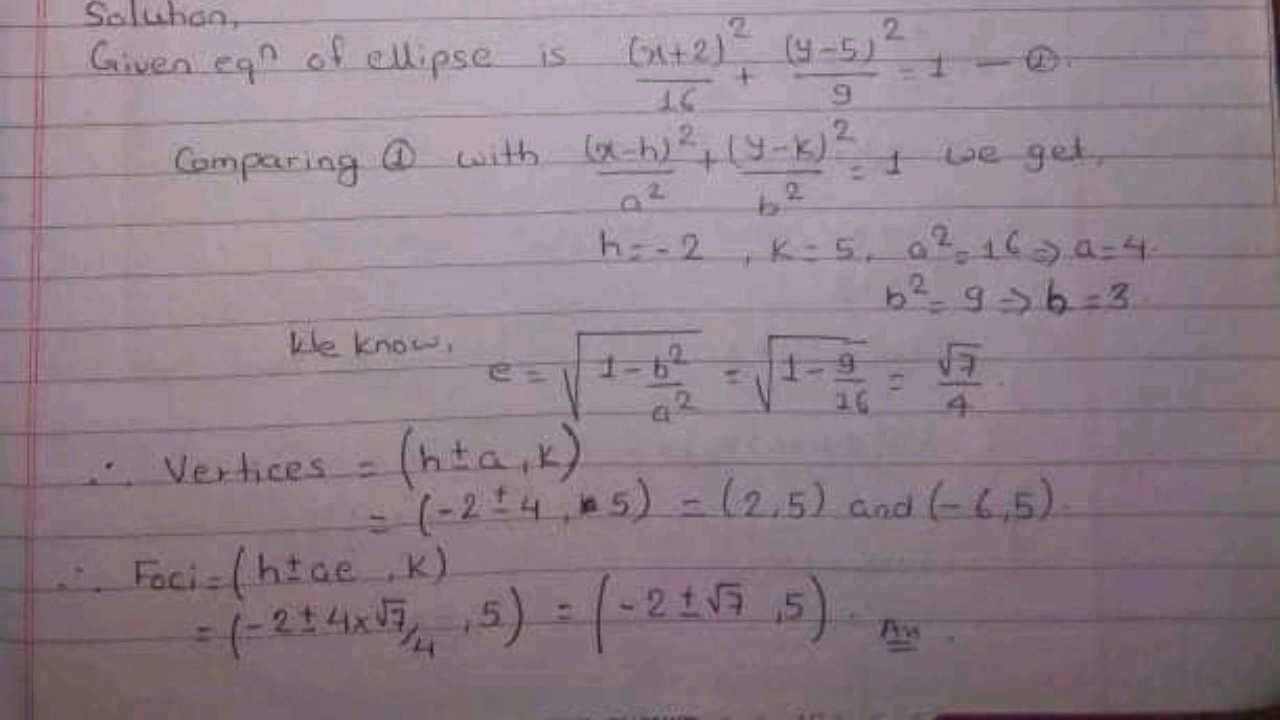 Solution,
Given eqⁿ of ellipse is (x+2)²/16 + (y-5)²/9 = 1 — ①.
Comparing ① with (x-h)²/a² + (y-k)²/b² = 1 we get,
h = -2 , k = 5, a² = 16 ⇒ a = 4.
b² = 9 ⇒ b = 3.
We know,
e = √(1 - b²/a²) = √(1 - 9/16) = √7/4.
∴ Vertices = (h ± a , k)
= (-2 ± 4 , 5) = (2,5) and (-6,5).
∴ Foci = (h ± ae , k)
= (-2 ± 4×√7/4 , 5) = (-2 ± √7 ,5). Ans.